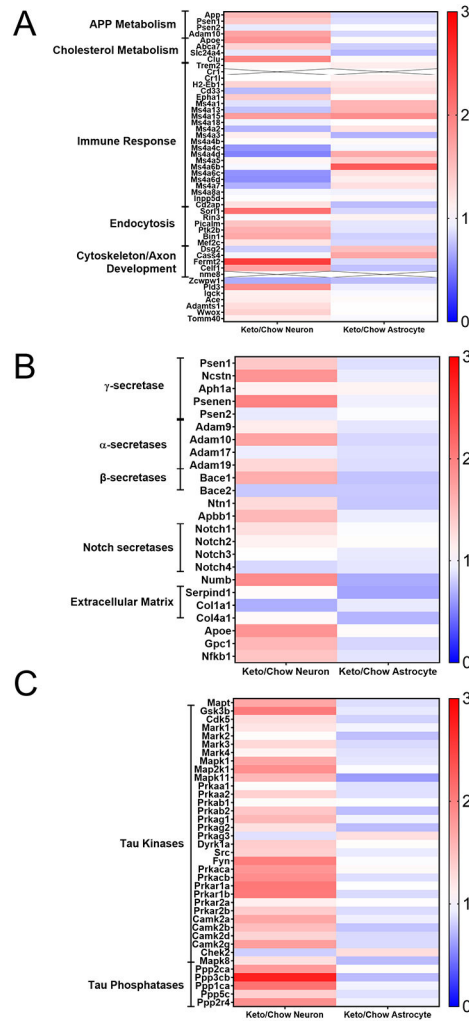 A
APP Metabolism
Cholesterol Metabolism
Immune Response
Endocytosis
Cytoskeleton/Axon
Development
App
Psen1
Psen2
Adam10
Apoe
Abca7
Slc24a4
Clu
Trem2
Cr1
Cr1l
H2-Eb1
Cd33
Epha1
Ms4a1
Ms4a13
Ms4a15
Ms4a18
Ms4a2
Ms4a3
Ms4a4b
Ms4a4c
Ms4a4d
Ms4a5
Ms4a6b
Ms4a6c
Ms4a6d
Ms4a7
Ms4a8a
Inpp5d
Cd2ap
Sorl1
Rin3
Picalm
Ptk2b
Bin1
Mef2c
Dsg2
Cass4
Fermt2
Celf1
nme8
Zcwpw1
Pld3
Igck
Ace
Adamts1
Wwox
Tomm40
Keto/Chow Neuron
Keto/Chow Astrocyte
3
2
1
0
B
γ-secretase
α-secretases
β-secretases
Notch secretases
Extracellular Matrix
Psen1
Ncstn
Aph1a
Psenen
Psen2
Adam9
Adam10
Adam17
Adam19
Bace1
Bace2
Ntn1
Apbb1
Notch1
Notch2
Notch3
Notch4
Numb
Serpind1
Col1a1
Col4a1
Apoe
Gpc1
Nfkb1
Keto/Chow Neuron
Keto/Chow Astrocyte
3
2
1
0
C
Tau Kinases
Tau Phosphatases
Mapt
Gsk3b
Cdk5
Mark1
Mark2
Mark3
Mark4
Mapk1
Map2k1
Mapk11
Prkaa1
Prkaa2
Prkab1
Prkab2
Prkag1
Prkag2
Prkag3
Dyrk1a
Src
Fyn
Prkaca
Prkacb
Prkar1a
Prkar1b
Prkar2a
Prkar2b
Camk2a
Camk2b
Camk2d
Camk2g
Chek2
Mapk8
Ppp2ca
Ppp3cb
Ppp1ca
Ppp5c
Ppp2r4
Keto/Chow Neuron
Keto/Chow Astrocyte
3
2
1
0